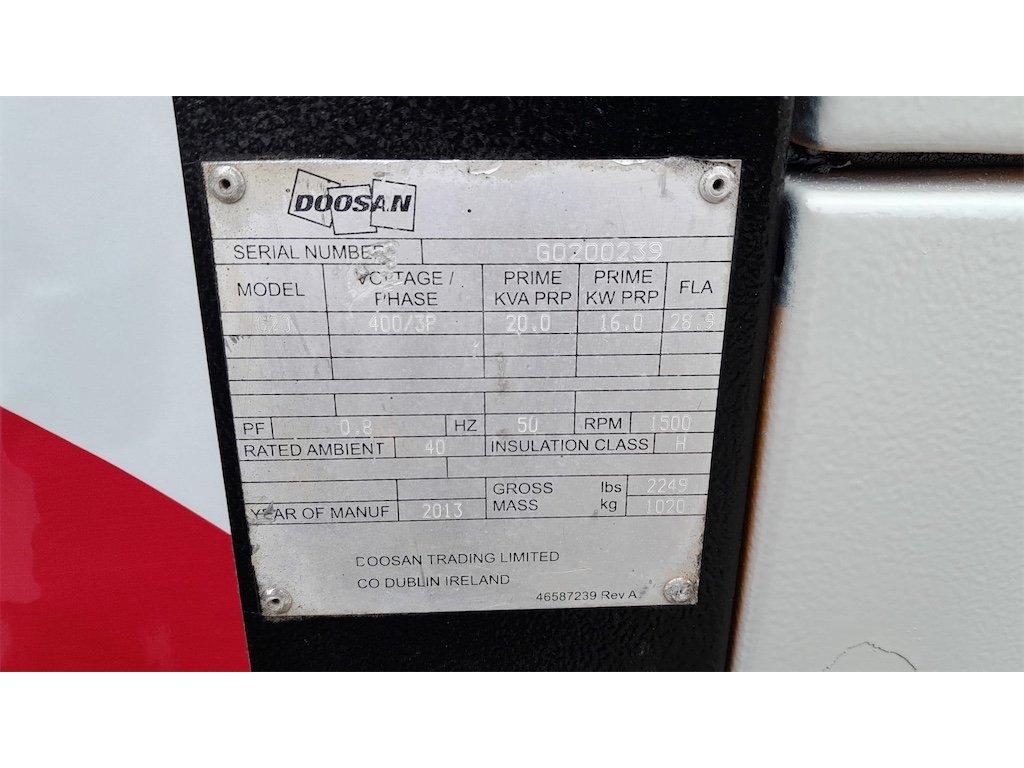 DOOSAN
SERIAL NUMBER G0200239
MODEL VOLTAGE / PHASE PRIME KVA PRP PRIME KW PRP FLA
G20 400/3P 20.0 16.0 28.9
PF 0.8 HZ 50 RPM 1500
RATED AMBIENT 40 INSULATION CLASS H
GROSS MASS lbs 2249
YEAR OF MANUF 2013 kg 1020
DOOSAN TRADING LIMITED
CO DUBLIN IRELAND
46587239 Rev A